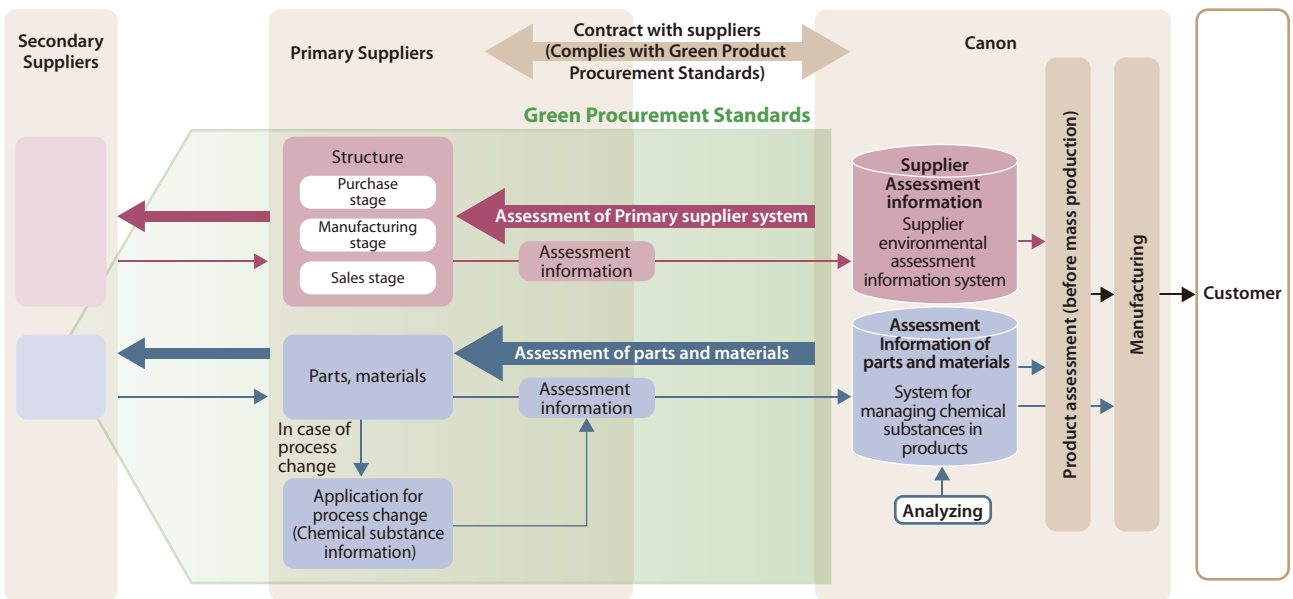 Secondary
Suppliers
Primary Suppliers
Contract with suppliers
(Complies with Green Product
Procurement Standards)
Canon
Green Procurement Standards
Structure
Purchase
stage
Manufacturing
stage
Sales stage
Assessment of Primary supplier system
Assessment
information
Supplier
Assessment
information
Supplier
environmental
assessment
information system
Parts, materials
Assessment of parts and materials
Assessment
information
Assessment
Information of
parts and materials
System for
managing chemical
substances in
products
In case of
process
change
Application for
process change
(Chemical substance
information)
Analyzing
Product assessment (before mass production)
Manufacturing
Customer